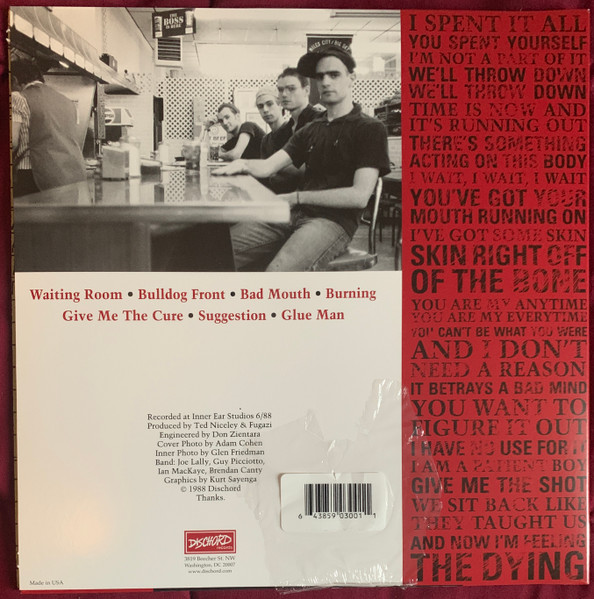 THE BOSS
IS HERE
Waiting Room • Bulldog Front • Bad Mouth • Burning
Give Me The Cure • Suggestion • Glue Man
Recorded at Inner Ear Studios 6/88
Produced by Ted Niceley & Fugazi
Engineered by Don Zientara
Cover Photo by Adam Cohen
Inner Photo by Glen Friedman
Band: Joe Lally, Guy Picciotto,
Ian MacKaye, Brendan Canty
Graphics by Kurt Sayenga
© 1988 Dischord
Thanks.
DISCHORD
RECORDS
3819 Beecher St. NW
Washington, DC 20007
www.dischord.com
Made in USA
6 43859 03001 1
I SPENT IT ALL
YOU SPENT YOURSELF
I'M NOT A PART OF IT
WE'LL THROW DOWN
WE'LL THROW DOWN
TIME IS NOW AND
IT'S RUNNING OUT
THERE'S SOMETHING
ACTING ON THIS BODY
I WAIT, I WAIT, I WAIT
YOU'VE GOT YOUR
MOUTH RUNNING ON
I'VE GOT SOME SKIN
SKIN RIGHT OFF
OF THE BONE
YOU ARE MY ANYTIME
YOU ARE MY EVERYTIME
YOU CAN'T BE WHAT YOU WERE
AND I DON'T
NEED A REASON
IT BETRAYS A BAD MIND
YOU WANT TO
FIGURE IT OUT
I HAVE NO USE FOR IT
I AM A PATIENT BOY
GIVE ME THE SHOT
WE SIT BACK LIKE
THEY TAUGHT US
AND NOW I'M FEELING
THE DYING